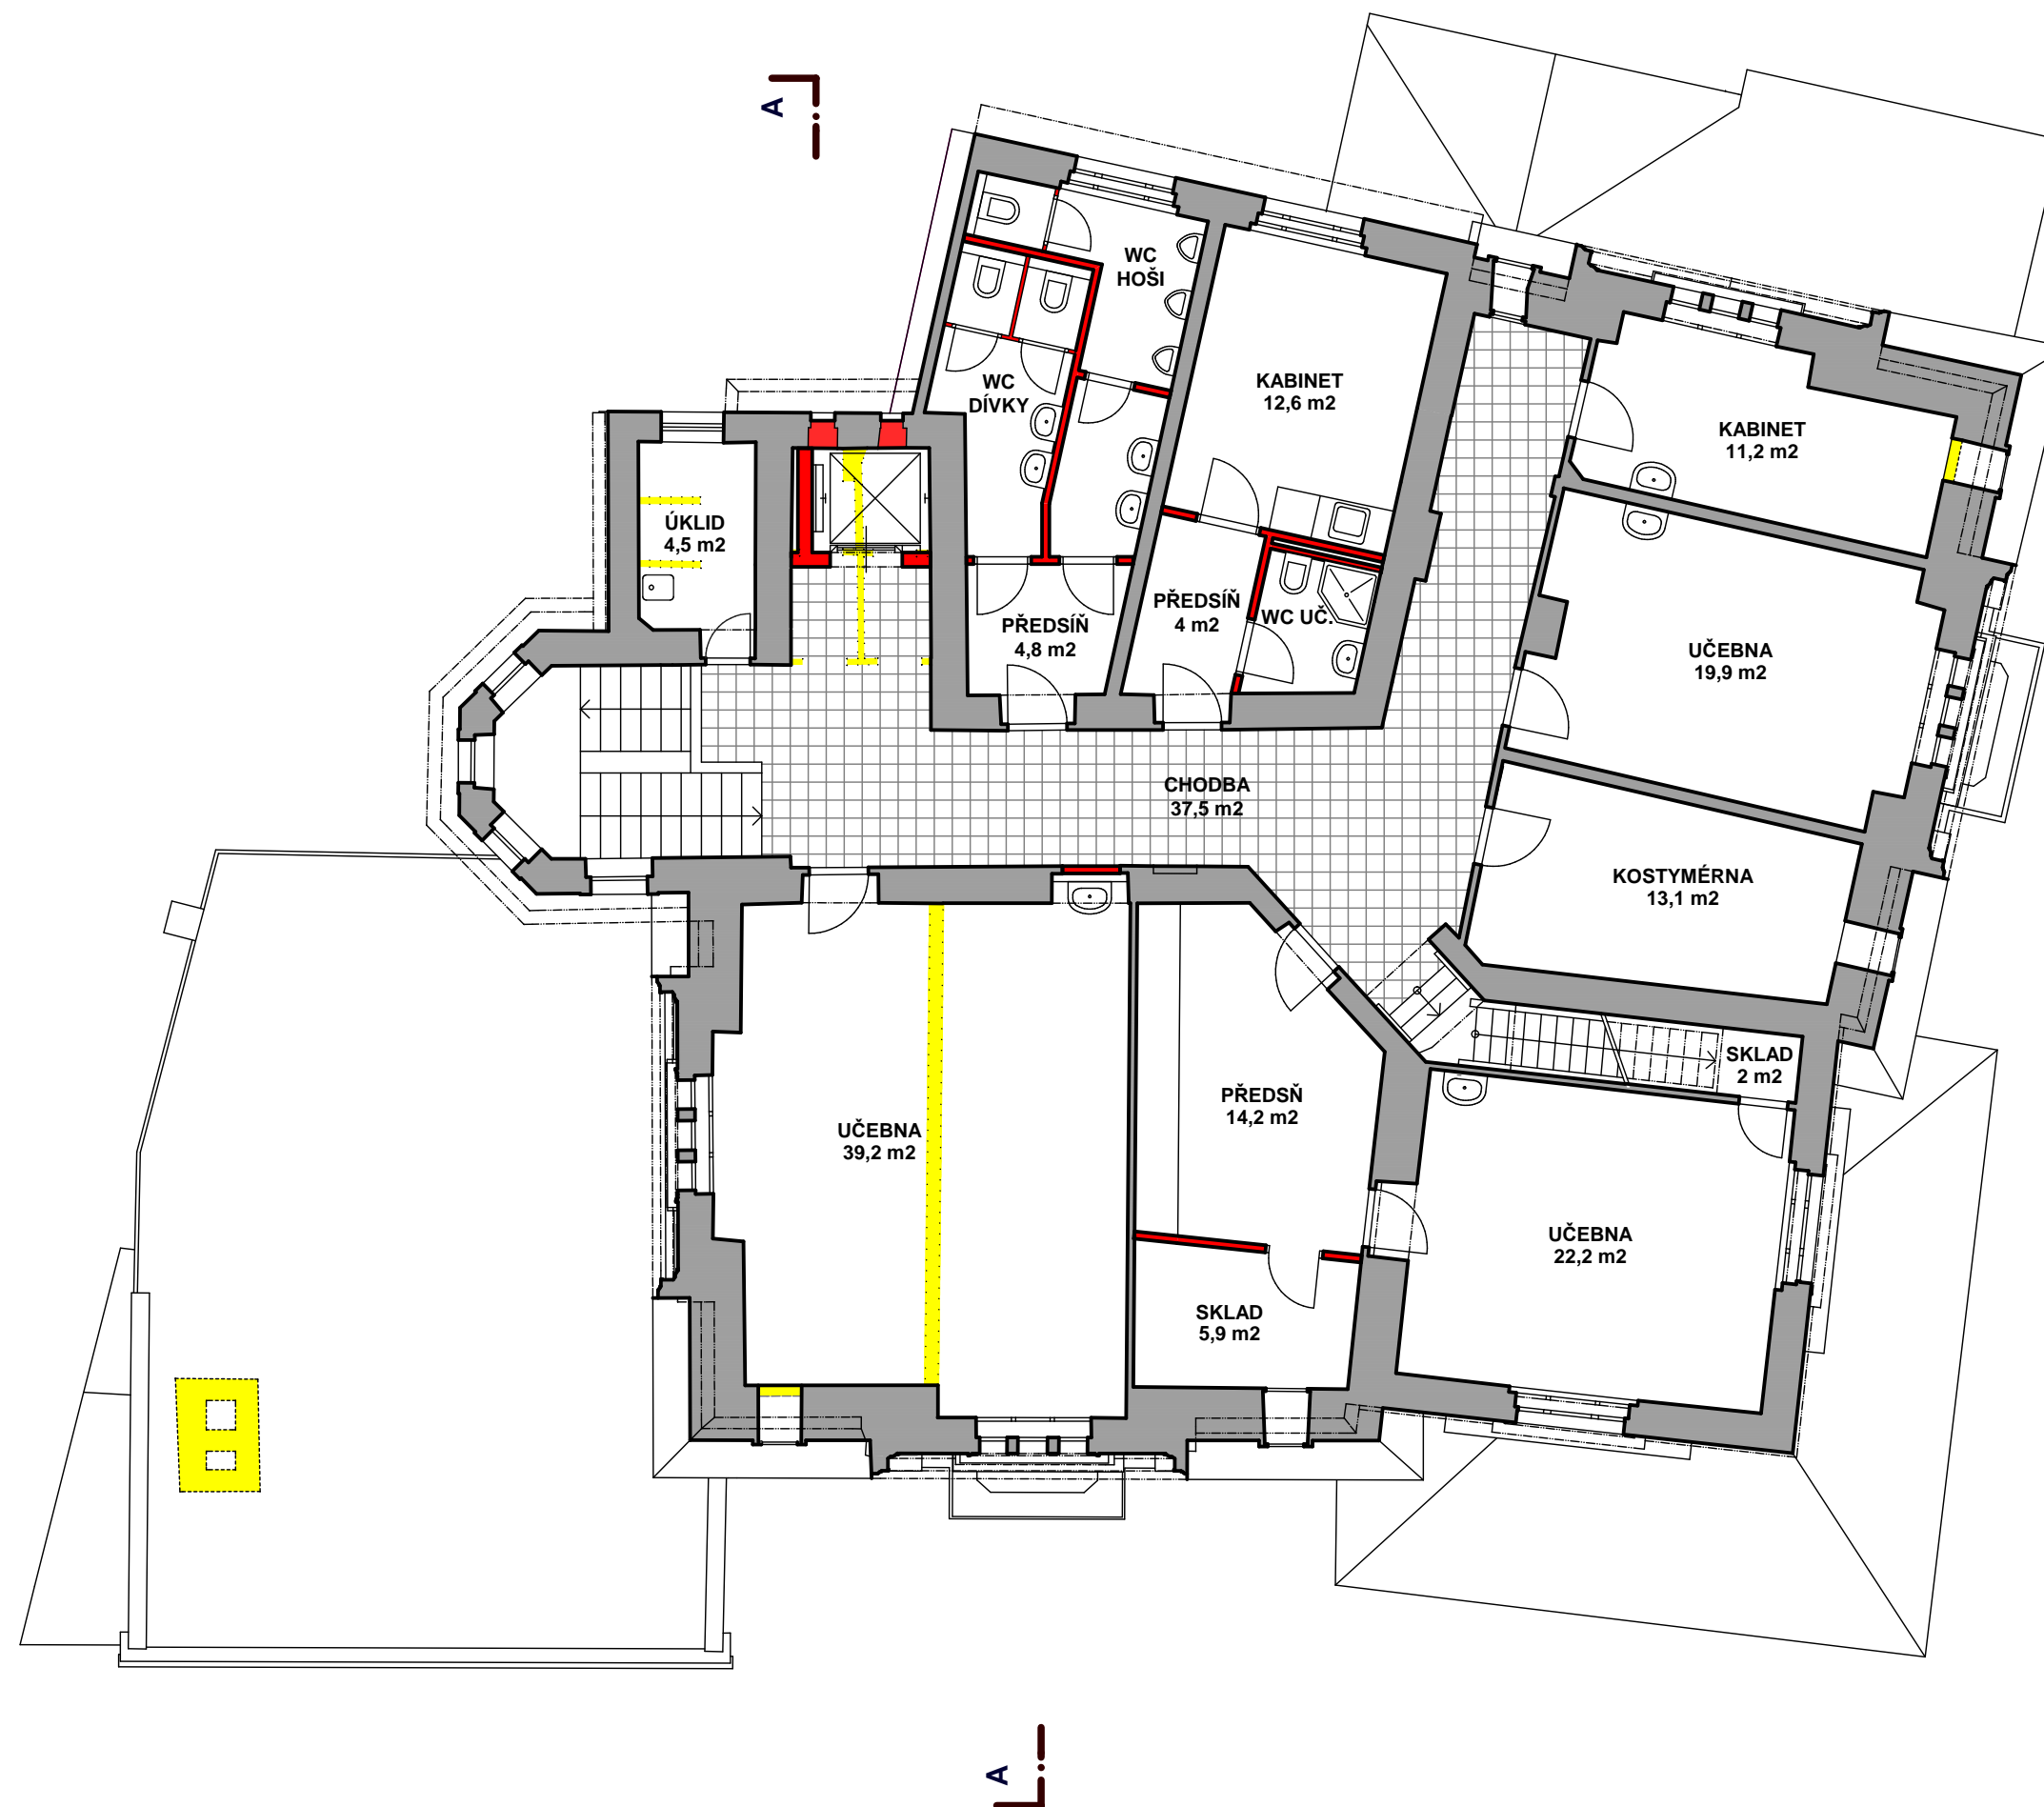 A
WC
HOŠI
WC
DÍVKY
KABINET
12,6 m2
KABINET
11,2 m2
ÚKLID
4,5 m2
PŘEDSÍŇ
4,8 m2
PŘEDSÍŇ
4 m2
WC UČ.
UČEBNA
19,9 m2
CHODBA
37,5 m2
KOSTYMÉRNA
13,1 m2
SKLAD
2 m2
PŘEDSŇ
14,2 m2
UČEBNA
39,2 m2
UČEBNA
22,2 m2
SKLAD
5,9 m2
A